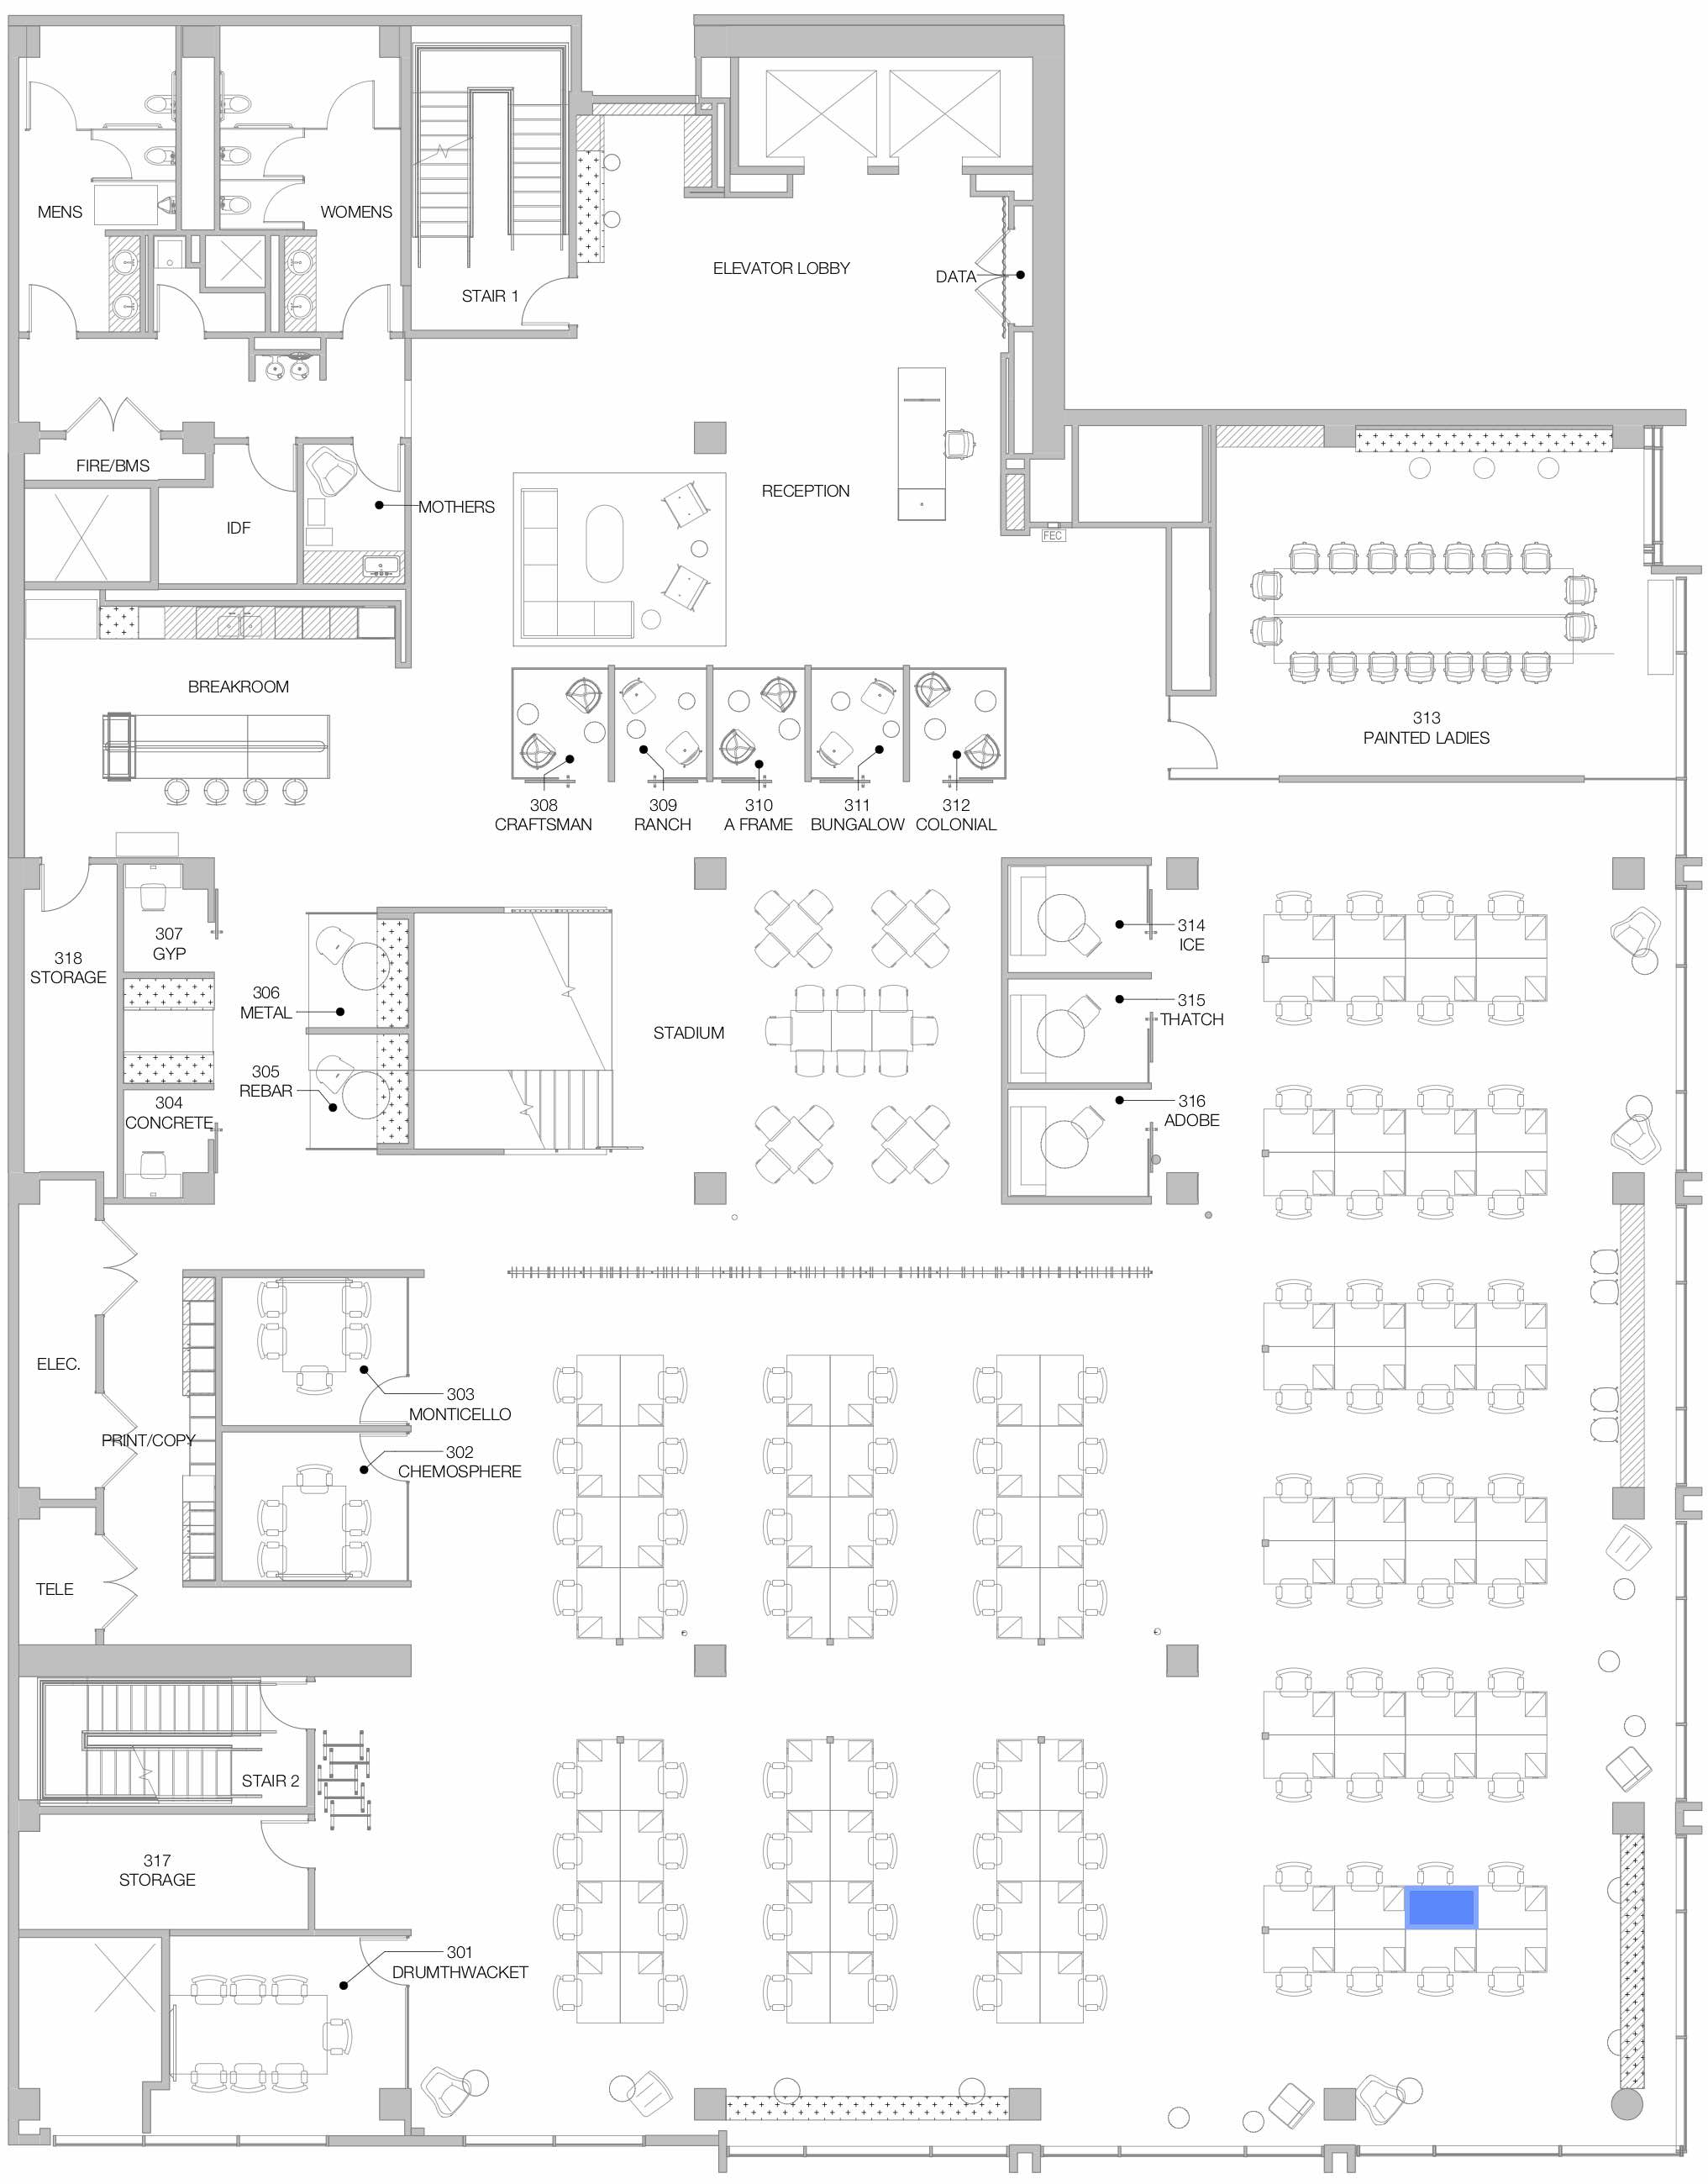 MENS
WOMENS
STAIR 1
ELEVATOR LOBBY
DATA
FIRE/BMS
IDF
MOTHERS
RECEPTION
FEC
BREAKROOM
313
PAINTED LADIES
308
CRAFTSMAN
309
RANCH
310
A FRAME
311
BUNGALOW
312
COLONIAL
307
GYP
318
STORAGE
306
METAL
305
REBAR
304
CONCRETE
STADIUM
314
ICE
315
THATCH
316
ADOBE
ELEC.
303
MONTICELLO
PRINT/COPY
302
CHEMOSPHERE
TELE
STAIR 2
317
STORAGE
301
DRUMTHWACKET